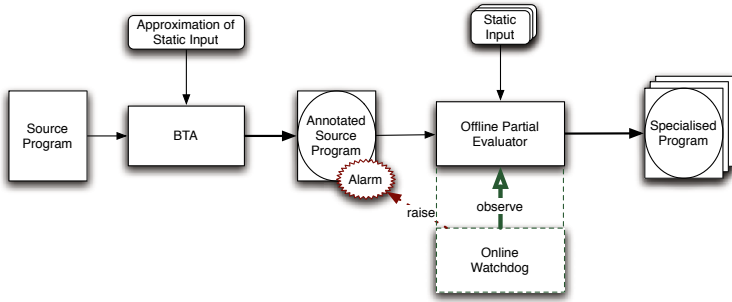 Approximation of
Static Input
Static
Input
Source
Program
BTA
Annotated
Source
Program
Offline Partial
Evaluator
Specialised
Program
Alarm
raise
observe
Online
Watchdog